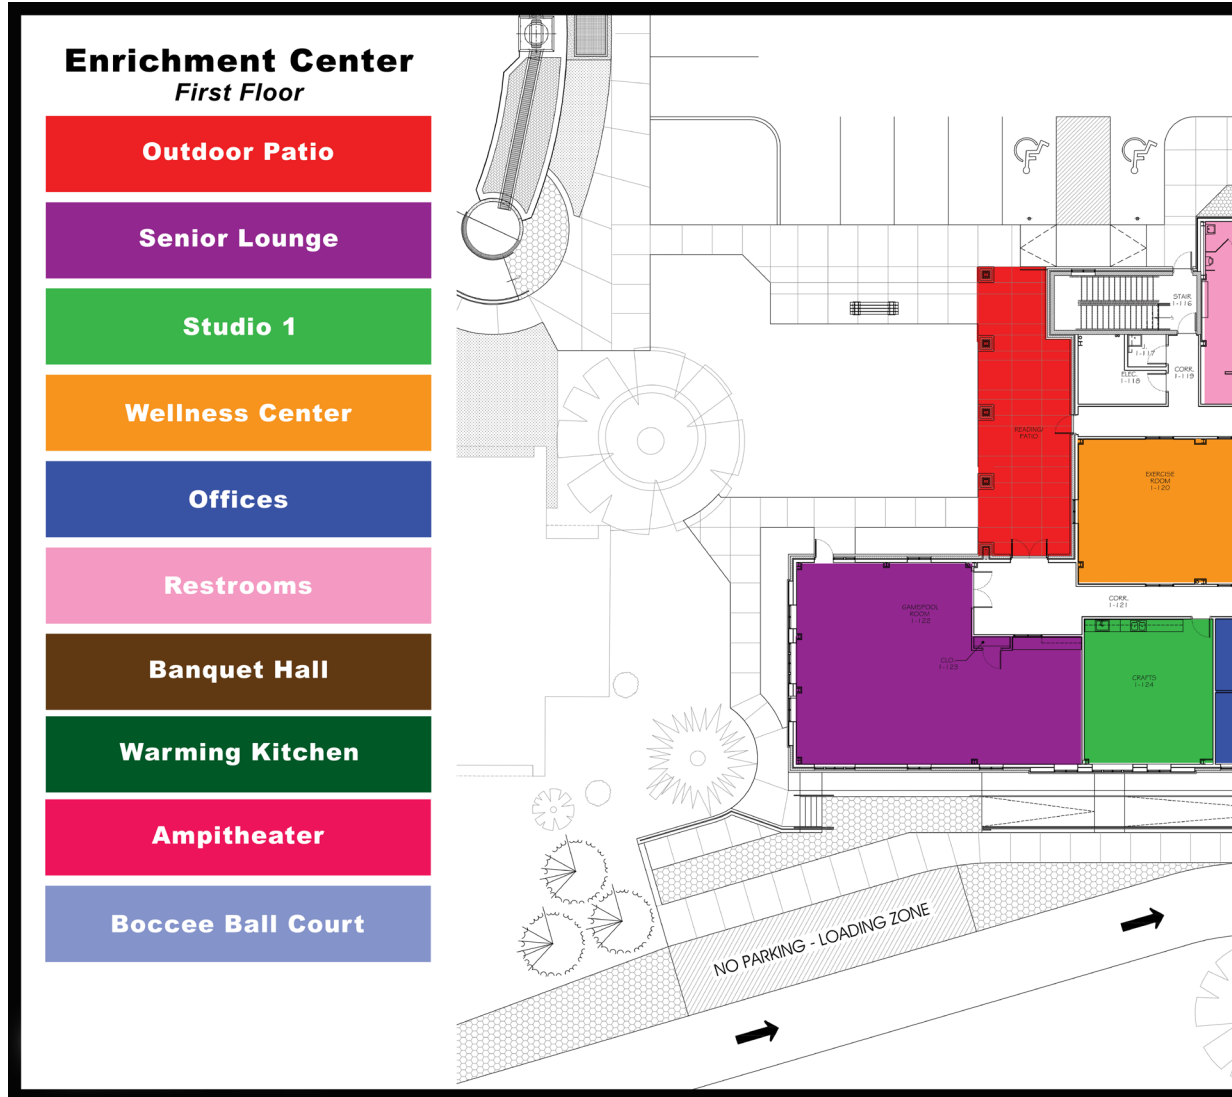 Enrichment Center
First Floor
Outdoor Patio
Senior Lounge
Studio 1
Wellness Center
Offices
Restrooms
Banquet Hall
Warming Kitchen
Ampitheater
Boccee Ball Court
STAIR
1-116
J.
1-117
ELEC.
1-118
CORR.
1-119
READING/
PATIO
EXERCISE
ROOM
1-120
CORR.
1-121
GAME/POOL
ROOM
1-122
CLO.
1-123
CRAFTS
1-124
NO PARKING - LOADING ZONE